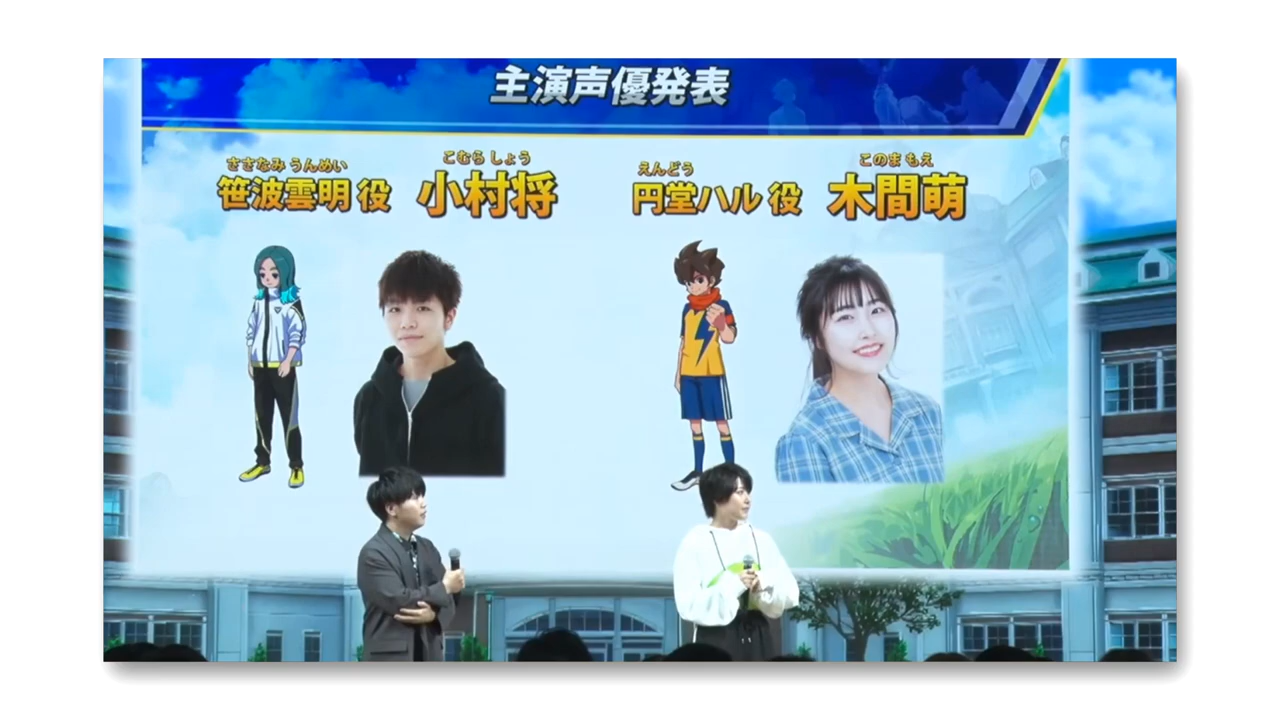 主演声優発表
ささなみ うんめい
笹波雲明 役
こむら しょう
小村将
えんどう
円堂ハル 役
このま もえ
木間萌